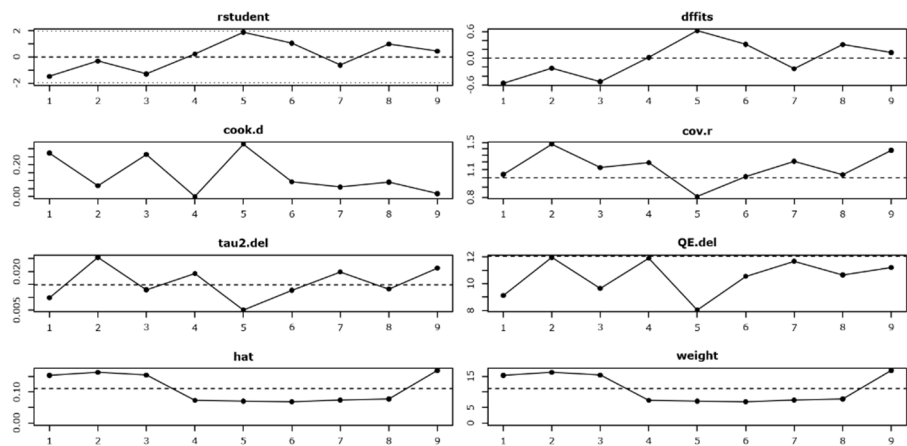 rstudent
2
0
-2
1 2 3 4 5 6 7 8 9
dffits
0.6
0.0
-0.6
1 2 3 4 5 6 7 8 9
cook.d
0.20
0.00
1 2 3 4 5 6 7 8 9
cov.r
1.5
1.1
0.8
1 2 3 4 5 6 7 8 9
tau2.del
0.020
0.005
1 2 3 4 5 6 7 8 9
QE.del
12
10
8
1 2 3 4 5 6 7 8 9
hat
0.10
0.00
1 2 3 4 5 6 7 8 9
weight
15
5
0
1 2 3 4 5 6 7 8 9